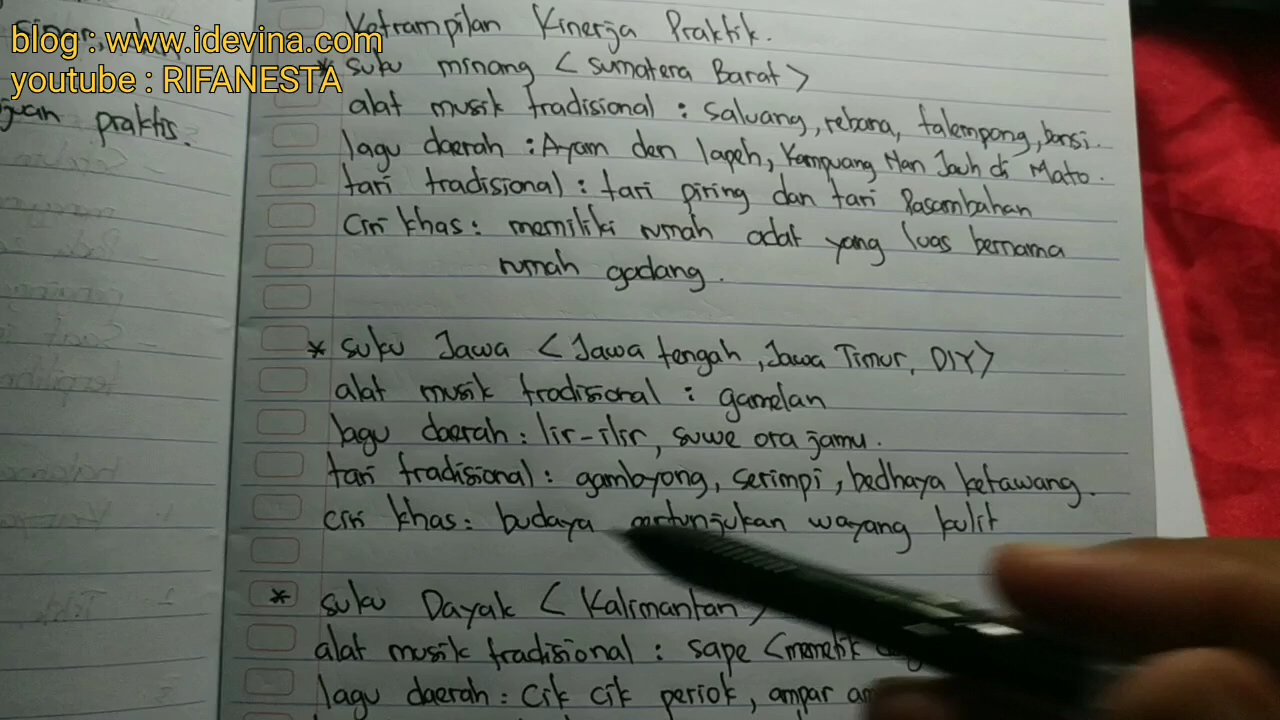 blog : www.idevina.com
youtube : RIFANESTA
praktis.
Ketrampilan Kinerja Praktik.
* suku minang < Sumatera Barat >
alat musik tradisional : saluang, rebana, talempong, bansi.
lagu daerah : Ayam den lapeh, Kampuang Nan Jauh di Mato.
tari tradisional : tari piring dan tari Pasambahan
Ciri khas : memiliki rumah adat yang luas bernama
rumah gadang.
* suku Jawa < Jawa tengah, Jawa Timur, DIY >
alat musik tradisional : gamelan
lagu daerah : lir-ilir, suwe ora jamu.
tari tradisional : gambyong, serimpi, bedhaya ketawang.
ciri khas : budaya pertunjukan wayang kulit
* suku Dayak < Kalimantan >
alat musik tradisional : sape <memetik
lagu daerah : Cik cik periok, ampar